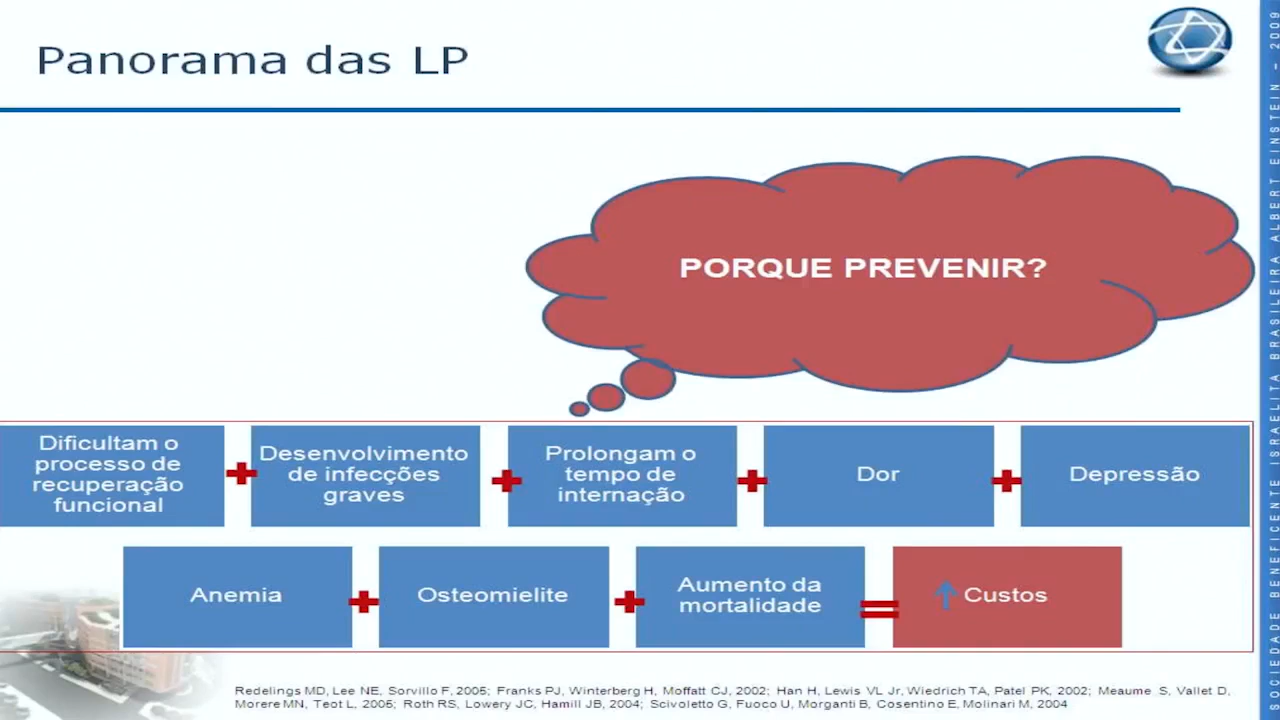 Panorama das LP
PORQUE PREVENIR?
Dificultam o
processo de
recuperação
funcional
Desenvolvimento
de infecções
graves
Prolongam o
tempo de
internação
Dor
Depressão
Anemia
Osteomielite
Aumento da
mortalidade
Custos
Redelings MD, Lee NE, Sorvillo F, 2005; Franks PJ, Winterberg H, Moffatt CJ, 2002; Han H, Lewis VL Jr, Wiedrich TA, Patel PK, 2002; Meaume S, Vallet D,
Morere MN, Teot L, 2005; Roth RS, Lowery JC, Hamill JB, 2004; Scivoletto G, Fuoco U, Morganti B, Cosentino E, Molinari M, 2004
SOCIEDADE BENEFICENTE ISRAELITA BRASILEIRA ALBERT EINSTEIN - 2009